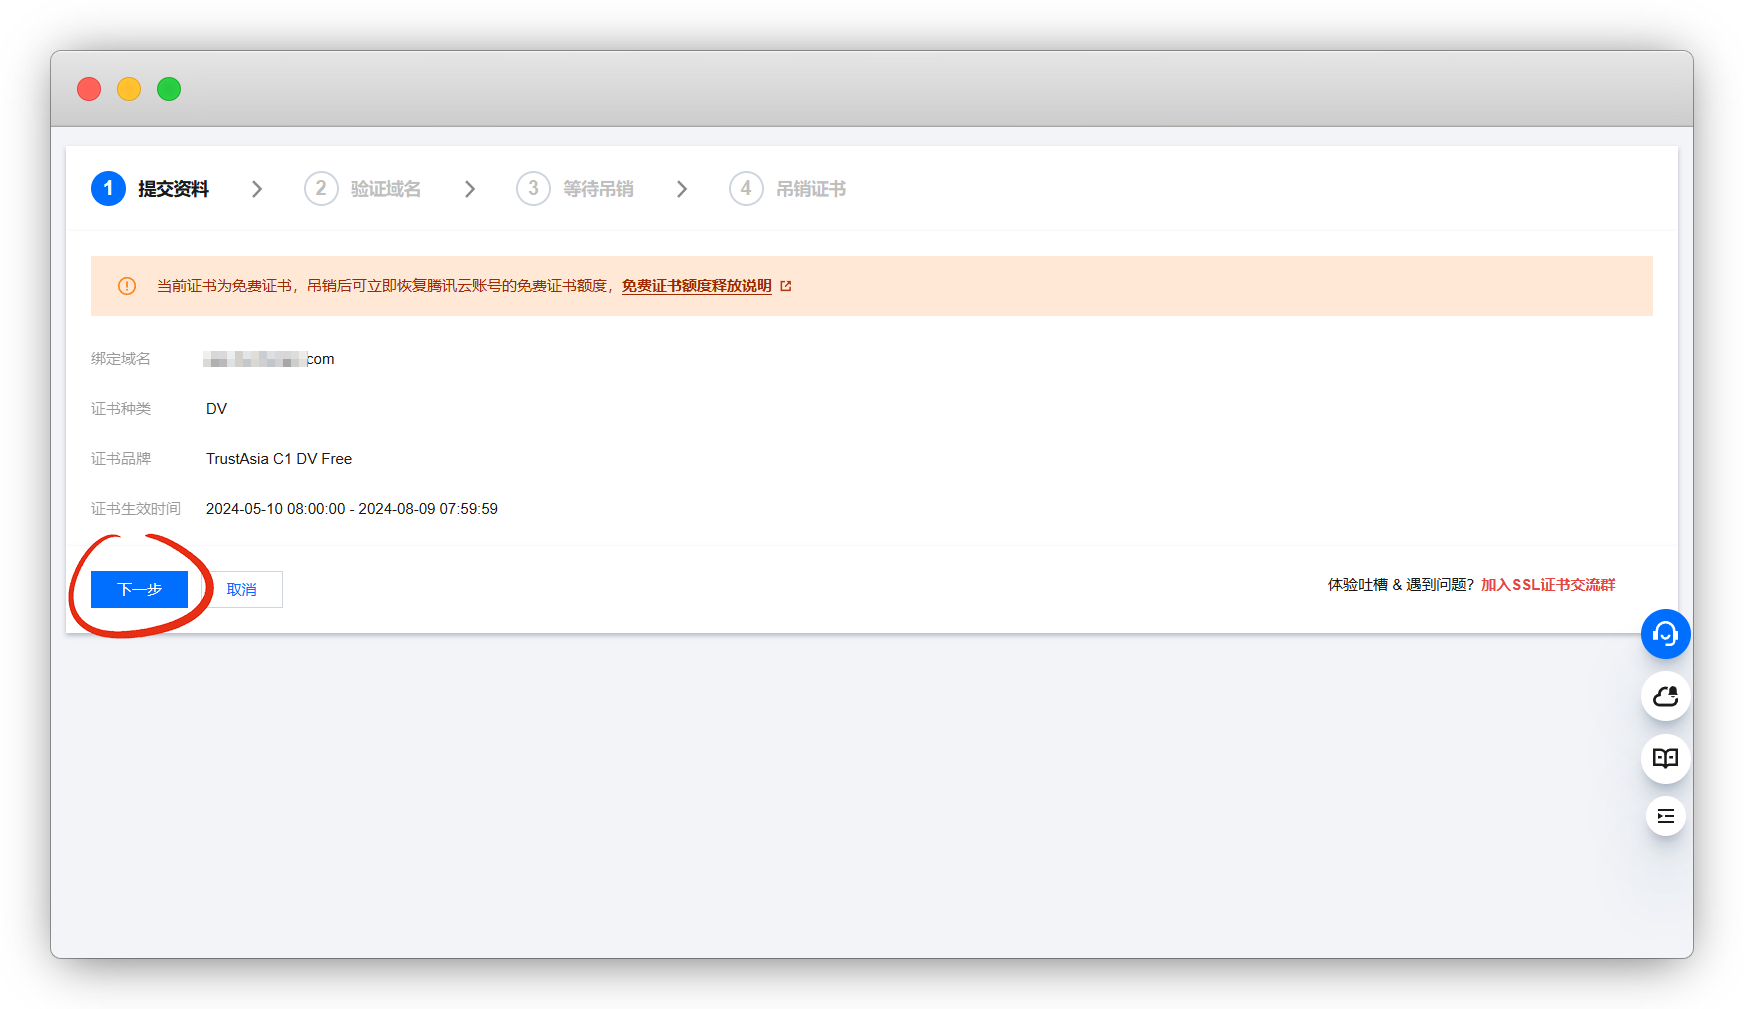 1 提交资料 2 验证域名 3 等待吊销 4 吊销证书
当前证书为免费证书，吊销后可立即恢复腾讯云账号的免费证书额度，免费证书额度释放说明
绑定域名 com
证书种类 DV
证书品牌 TrustAsia C1 DV Free
证书生效时间 2024-05-10 08:00:00 - 2024-08-09 07:59:59
下一步 取消 体验吐槽 & 遇到问题？加入SSL证书交流群